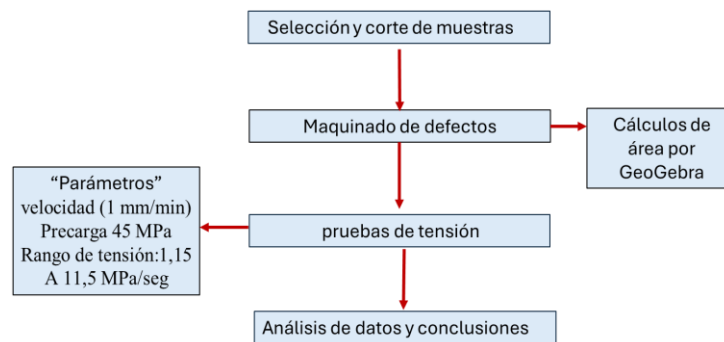 Selección y corte de muestras
Maquinado de defectos
Cálculos de
área por
GeoGebra
“Parámetros”
velocidad (1 mm/min)
Precarga 45 MPa
Rango de tensión:1,15
A 11,5 MPa/seg
pruebas de tensión
Análisis de datos y conclusiones